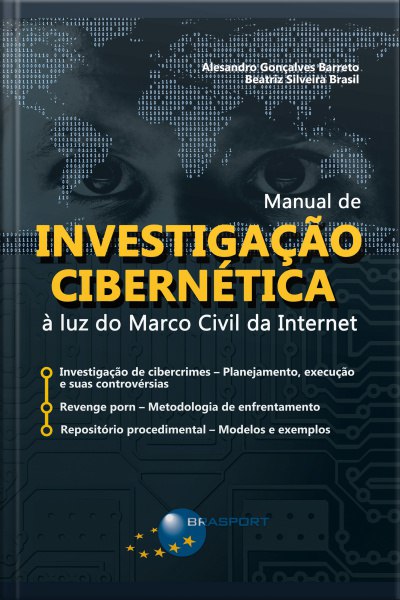 Alesandro Gonçalves Barreto
Beatriz Silveira Brasil
Manual de
INVESTIGAÇÃO
CIBERNÉTICA
à luz do Marco Civil da Internet
Investigação de cibercrimes – Planejamento, execução
e suas controvérsias
Revenge porn – Metodologia de enfrentamento
Repositório procedimental – Modelos e exemplos
BRASPORT